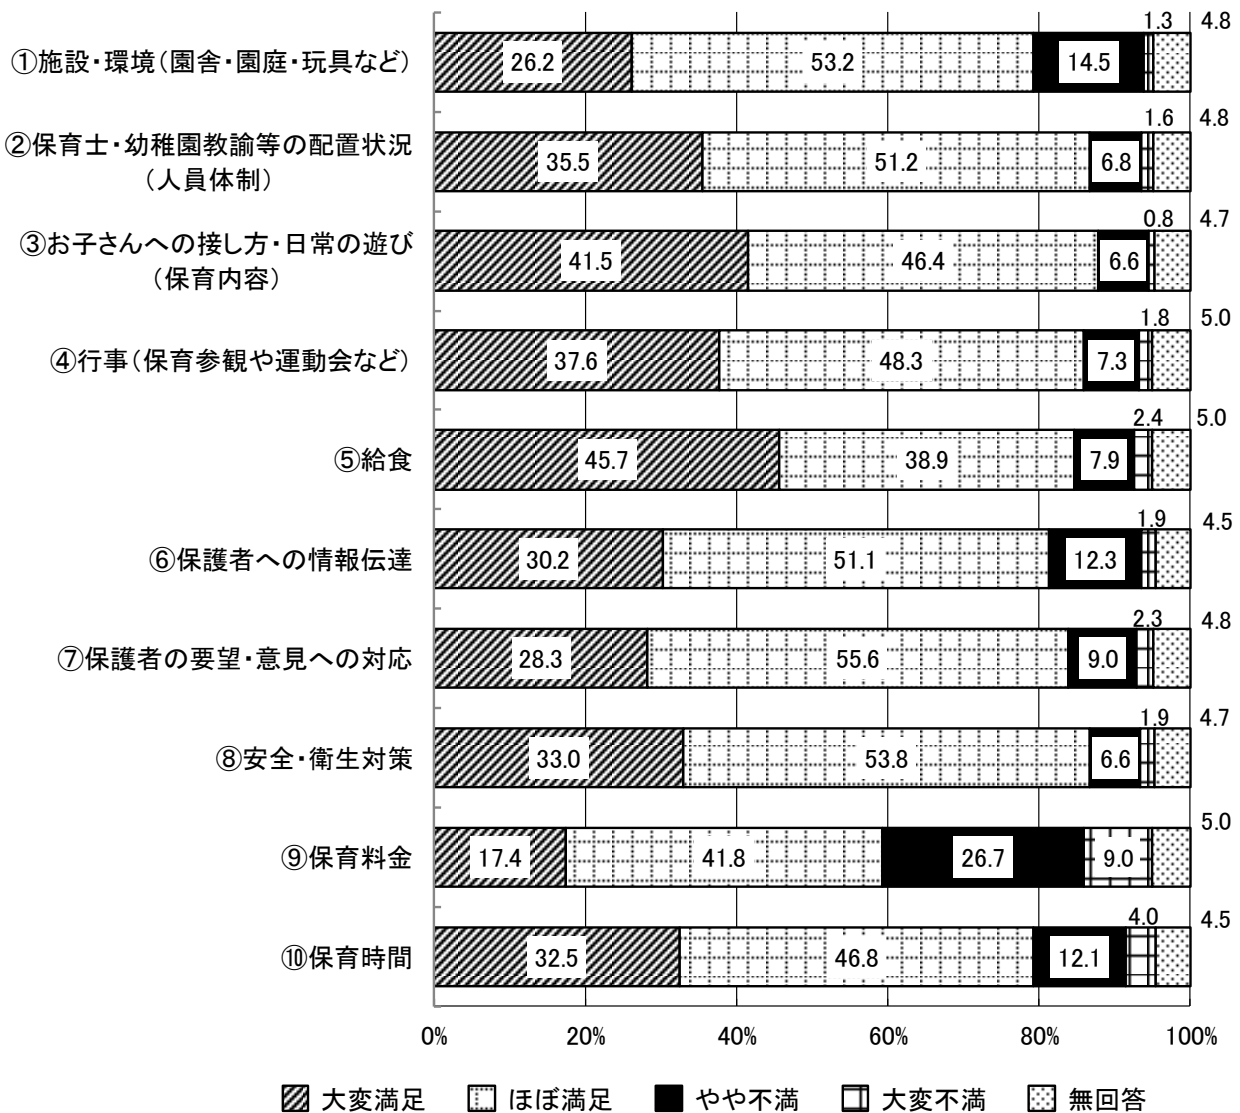 1.3 4.8
①施設・環境(園舎・園庭・玩具など) 26.2 53.2 14.5
1.6 4.8
②保育士・幼稚園教諭等の配置状況
(人員体制) 35.5 51.2 6.8
0.8 4.7
③お子さんへの接し方・日常の遊び
(保育内容) 41.5 46.4 6.6
1.8 5.0
④行事(保育参観や運動会など) 37.6 48.3 7.3
2.4 5.0
⑤給食 45.7 38.9 7.9
1.9 4.5
⑥保護者への情報伝達 30.2 51.1 12.3
2.3 4.8
⑦保護者の要望・意見への対応 28.3 55.6 9.0
1.9 4.7
⑧安全・衛生対策 33.0 53.8 6.6
5.0
⑨保育料金 17.4 41.8 26.7 9.0
4.0 4.5
⑩保育時間 32.5 46.8 12.1
0% 20% 40% 60% 80% 100%
大変満足 ほぼ満足 やや不満 大変不満 無回答